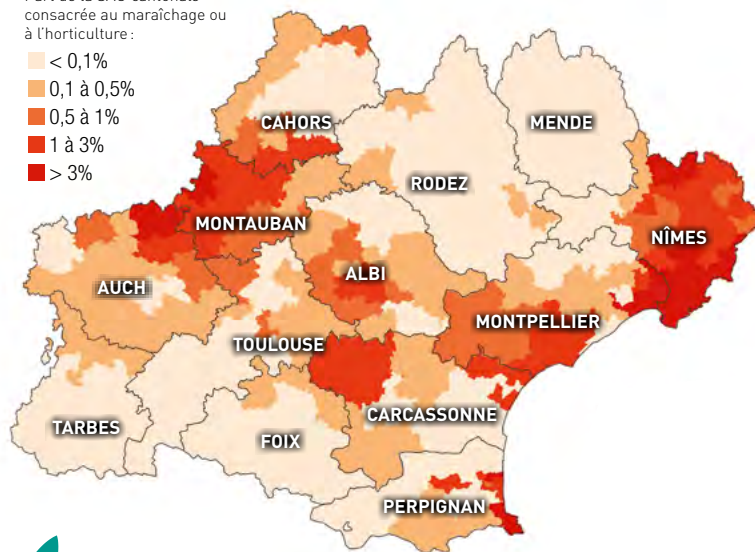 consacrée au maraîchage ou
à l'horticulture :
< 0,1%
0,1 à 0,5%
0,5 à 1%
1 à 3%
> 3%
CAHORS
MENDE
RODEZ
MONTAUBAN
NÎMES
ALBI
AUCH
MONTPELLIER
TOULOUSE
CARCASSONNE
TARBES
FOIX
PERPIGNAN